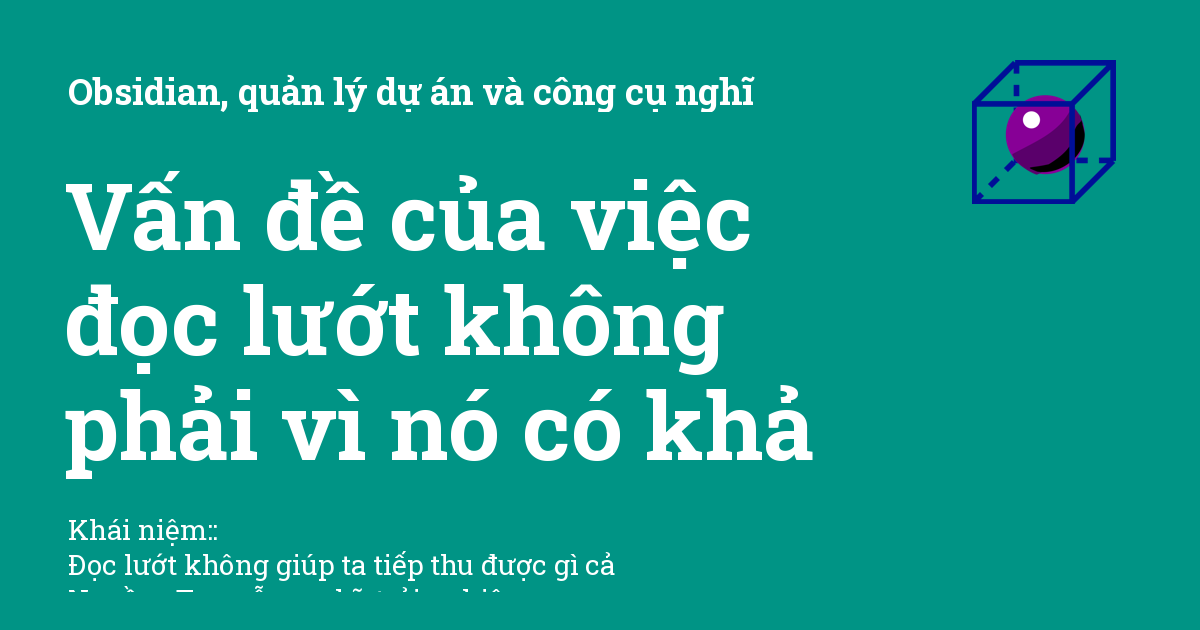 Obsidian, quản lý dự án và công cụ nghĩ
Vấn đề của việc
đọc lướt không
phải vì nó có khả
Khái niệm::
Đọc lướt không giúp ta tiếp thu được gì cả